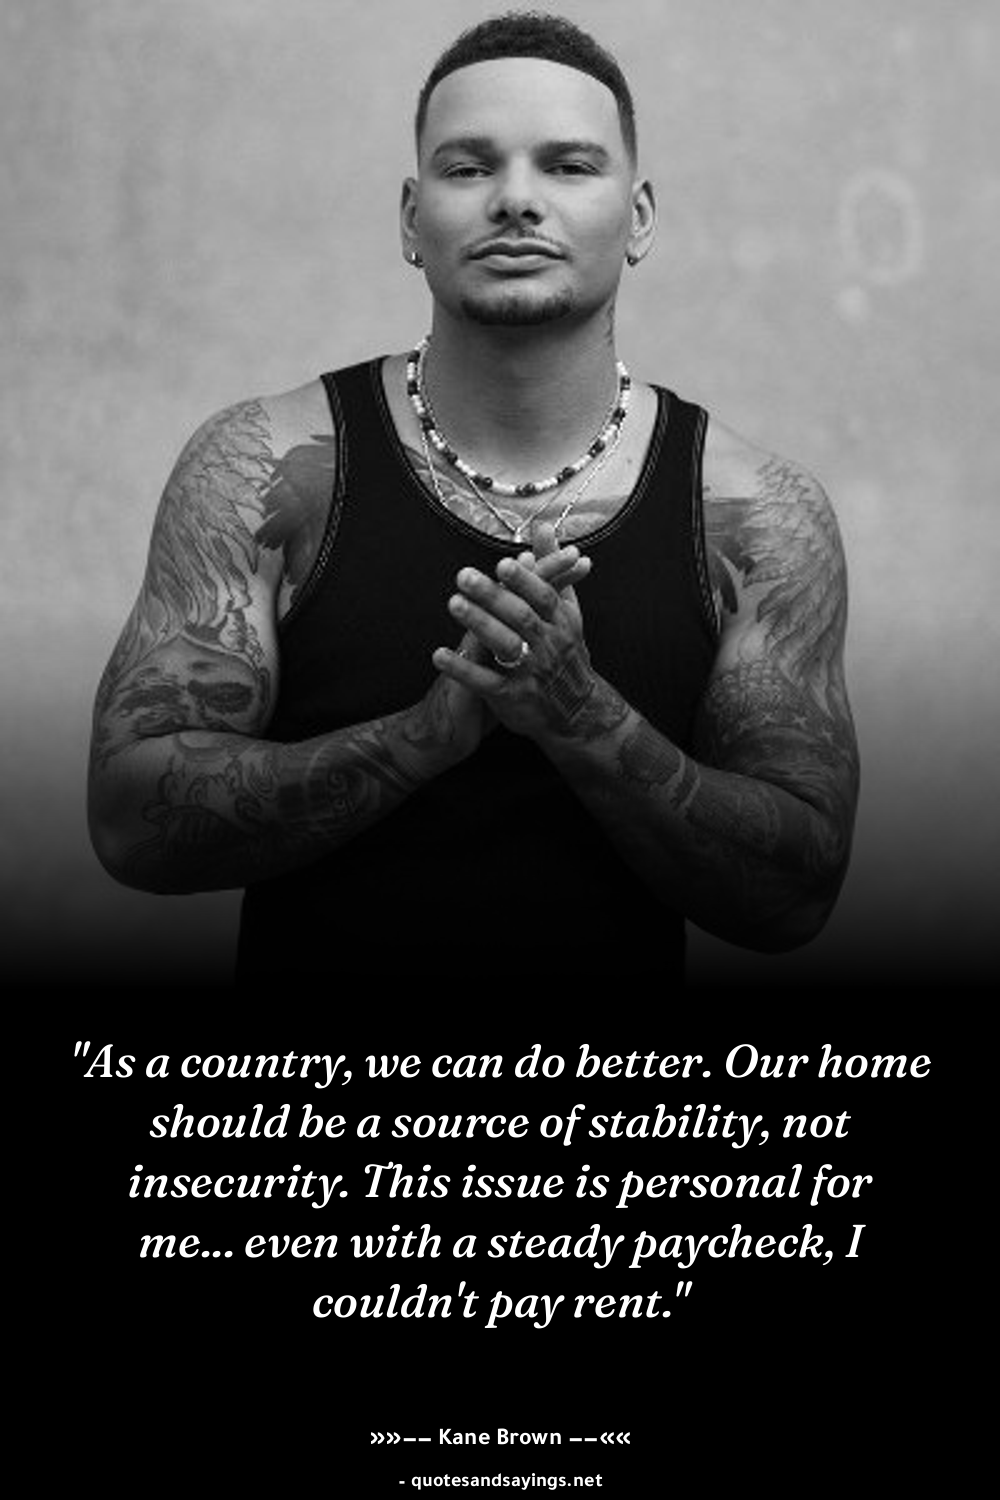 "As a country, we can do better. Our home
should be a source of stability, not
insecurity. This issue is personal for
me... even with a steady paycheck, I
couldn't pay rent."
»»−− Kane Brown −−««
- quotesandsayings.net